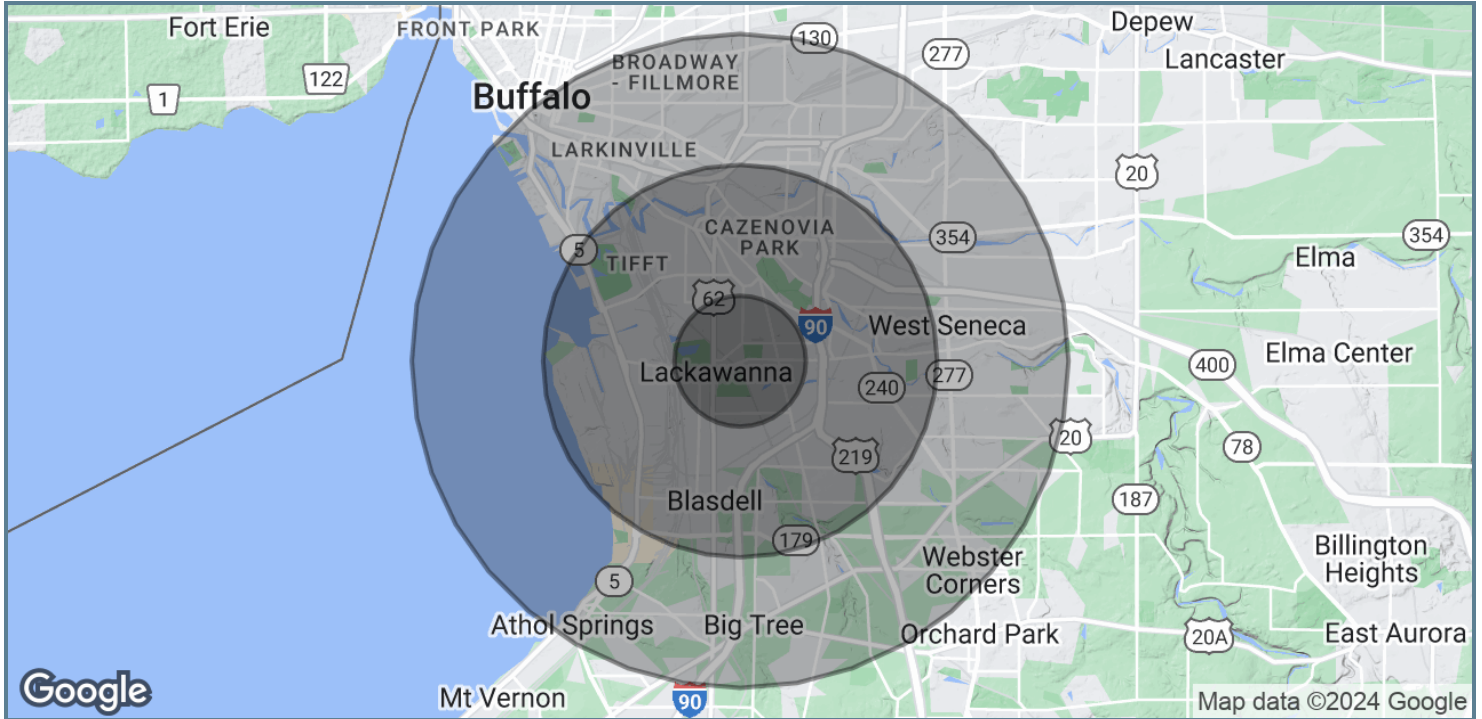 Fort Erie
FRONT PARK
Depew
130
277
Lancaster
BROADWAY
- FILLMORE
122
1
Buffalo
LARKINVILLE
20
CAZENOVIA
PARK
354
354
5
TIFFT
Elma
62
90
West Seneca
Elma Center
400
Lackawanna
277
240
20
78
219
187
Blasdell
179
Webster
Corners
Billington
Heights
5
Athol Springs
Big Tree
Orchard Park
20A
East Aurora
Google
Mt Vernon
90
Map data ©2024 Google